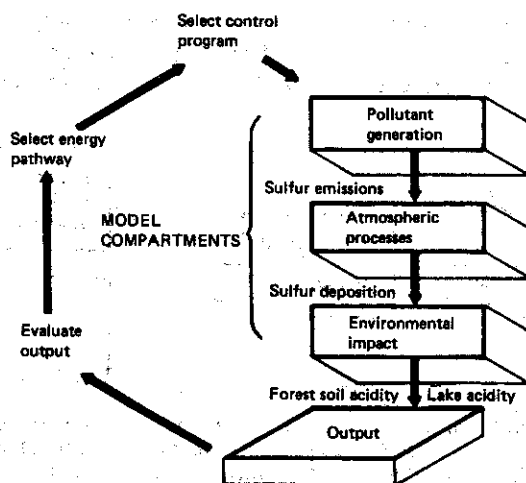 Select control
program
Pollutant
generation
Select energy
pathway
Sulfur emissions
MODEL
COMPARTMENTS
Atmospheric
processes
Sulfur deposition
Evaluate
output
Environmental
impact
Forest soil acidity
Lake acidity
Output